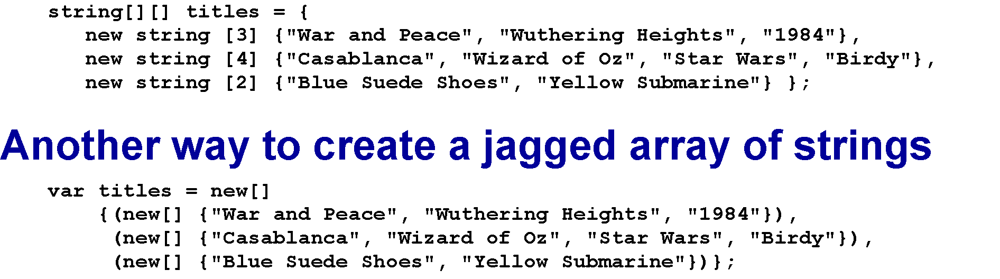 string[][] titles = {
new string [3] {"War and Peace", "Wuthering Heights", "1984"},
new string [4] {"Casablanca", "Wizard of Oz", "Star Wars", "Birdy"},
new string [2] {"Blue Suede Shoes", "Yellow Submarine"} };
Another way to create a jagged array of strings
var titles = new[]
{(new[] {"War and Peace", "Wuthering Heights", "1984"}),
(new[] {"Casablanca", "Wizard of Oz", "Star Wars", "Birdy"}),
(new[] {"Blue Suede Shoes", "Yellow Submarine"})};